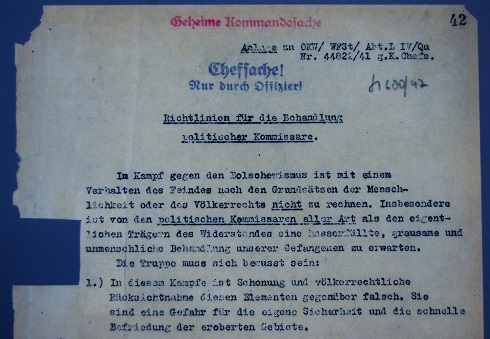 Geheime Kommandosache
42
Anlage zu OKW/ WFSt/ Abt.L IV/Qu
Nr. 44822/41 g.K.Chefs.
Chefsache!
Nur durch Offizier!
Richtlinien für die Behandlung
politischer Kommissare.
Im Kampf gegen den Bolschewismus ist mit einem
Verhalten des Feindes nach den Grundsätzen der Mensch-
lichkeit oder des Völkerrechts nicht zu rechnen. Insbesondere
ist von den politischen Kommissaren aller Art als den eigent-
lichen Trägern des Widerstandes eine hasserfüllte, grausame und
unmenschliche Behandlung unserer Gefangenen zu erwarten.
Die Truppe muss sich bewusst sein:
1.) In diesem Kampfe ist Schonung und völkerrechtliche
Rücksichtnahme diesen Elementen gegenüber falsch. Sie
sind eine Gefahr für die eigene Sicherheit und die schnelle
Befriedung der eroberten Gebiete.